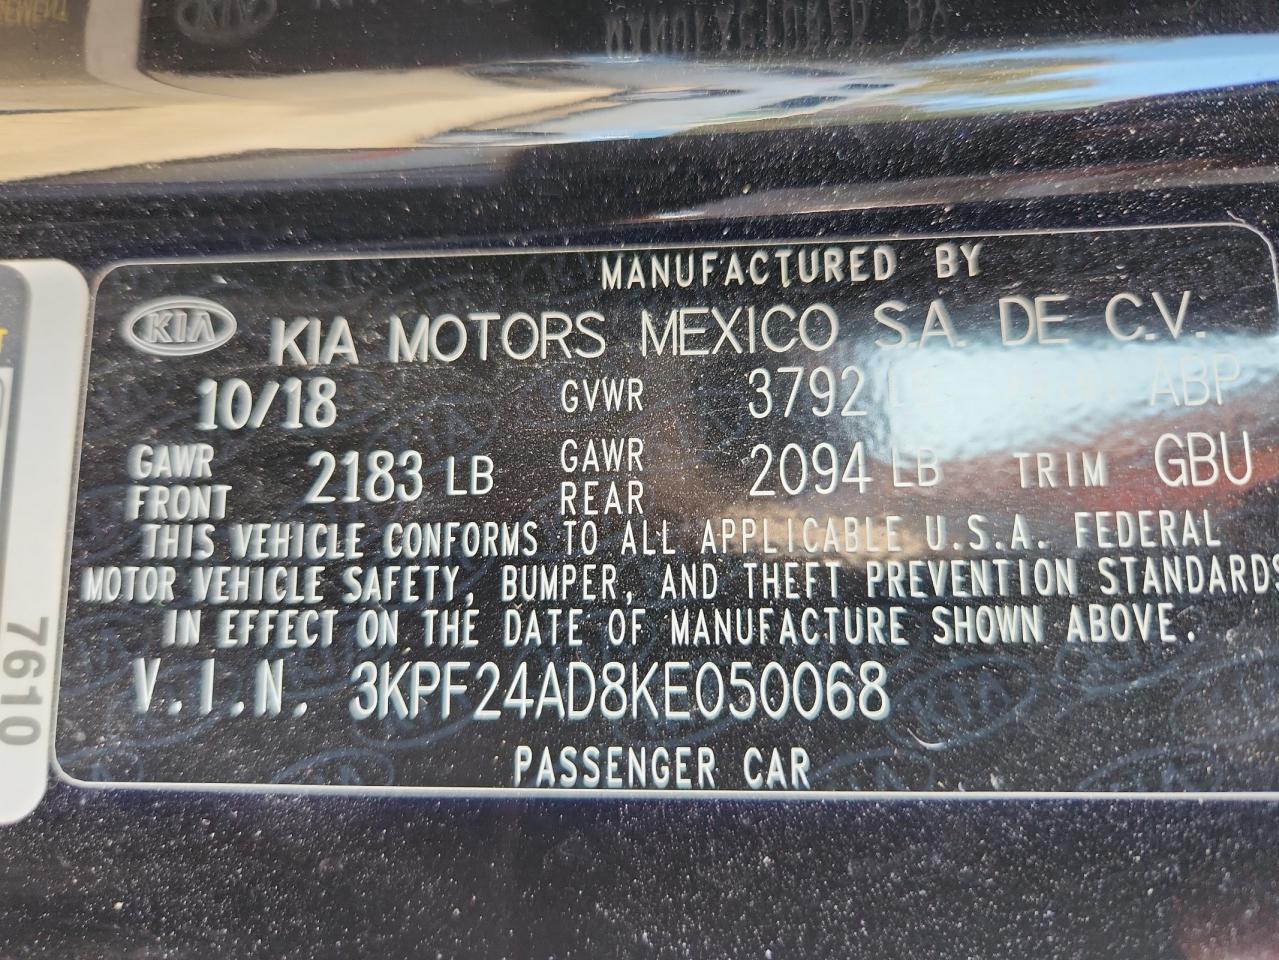 MANUFACTURED BY
KIA KIA MOTORS MEXICO S.A. DE C.V.
10/18 GVWR 3792 LB ABP
GAWR FRONT 2183 LB GAWR REAR 2094 LB TRIM GBU
THIS VEHICLE CONFORMS TO ALL APPLICABLE U.S.A. FEDERAL
MOTOR VEHICLE SAFETY, BUMPER, AND THEFT PREVENTION STANDARDS
IN EFFECT ON THE DATE OF MANUFACTURE SHOWN ABOVE.
V.I.N. 3KPF24AD8KE050068
PASSENGER CAR
7610